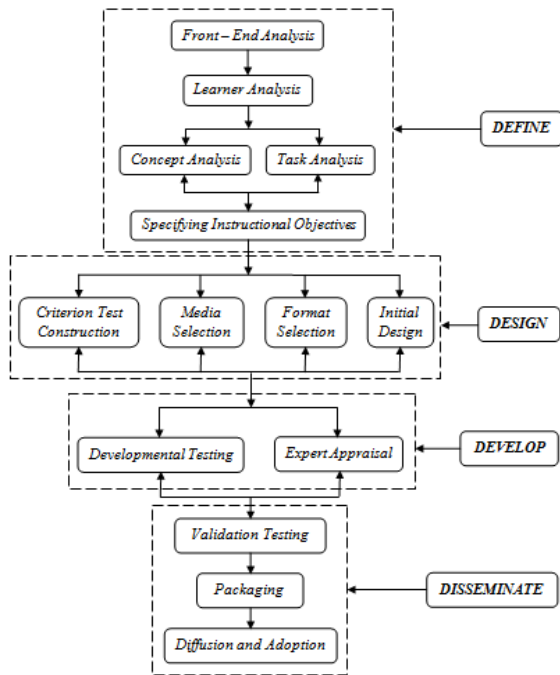 Front – End Analysis
Learner Analysis
DEFINE
Concept Analysis
Task Analysis
Specifying Instructional Objectives
Criterion Test
Construction
Media
Selection
Format
Selection
Initial
Design
DESIGN
Developmental Testing
Expert Appraisal
DEVELOP
Validation Testing
Packaging
DISSEMINATE
Diffusion and Adoption